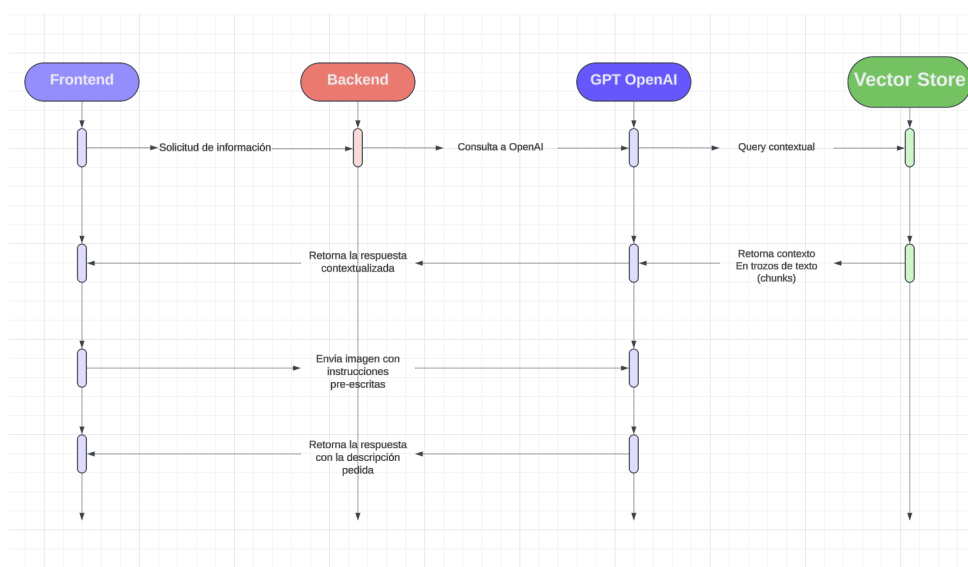 Frontend
Backend
GPT OpenAI
Vector Store
Solicitud de información
Consulta a OpenAI
Query contextual
Retorna la respuesta
contextualizada
Retorna contexto
En trozos de texto
(chunks)
Envia imagen con
instrucciones
pre-escritas
Retorna la respuesta
con la descripción
pedida